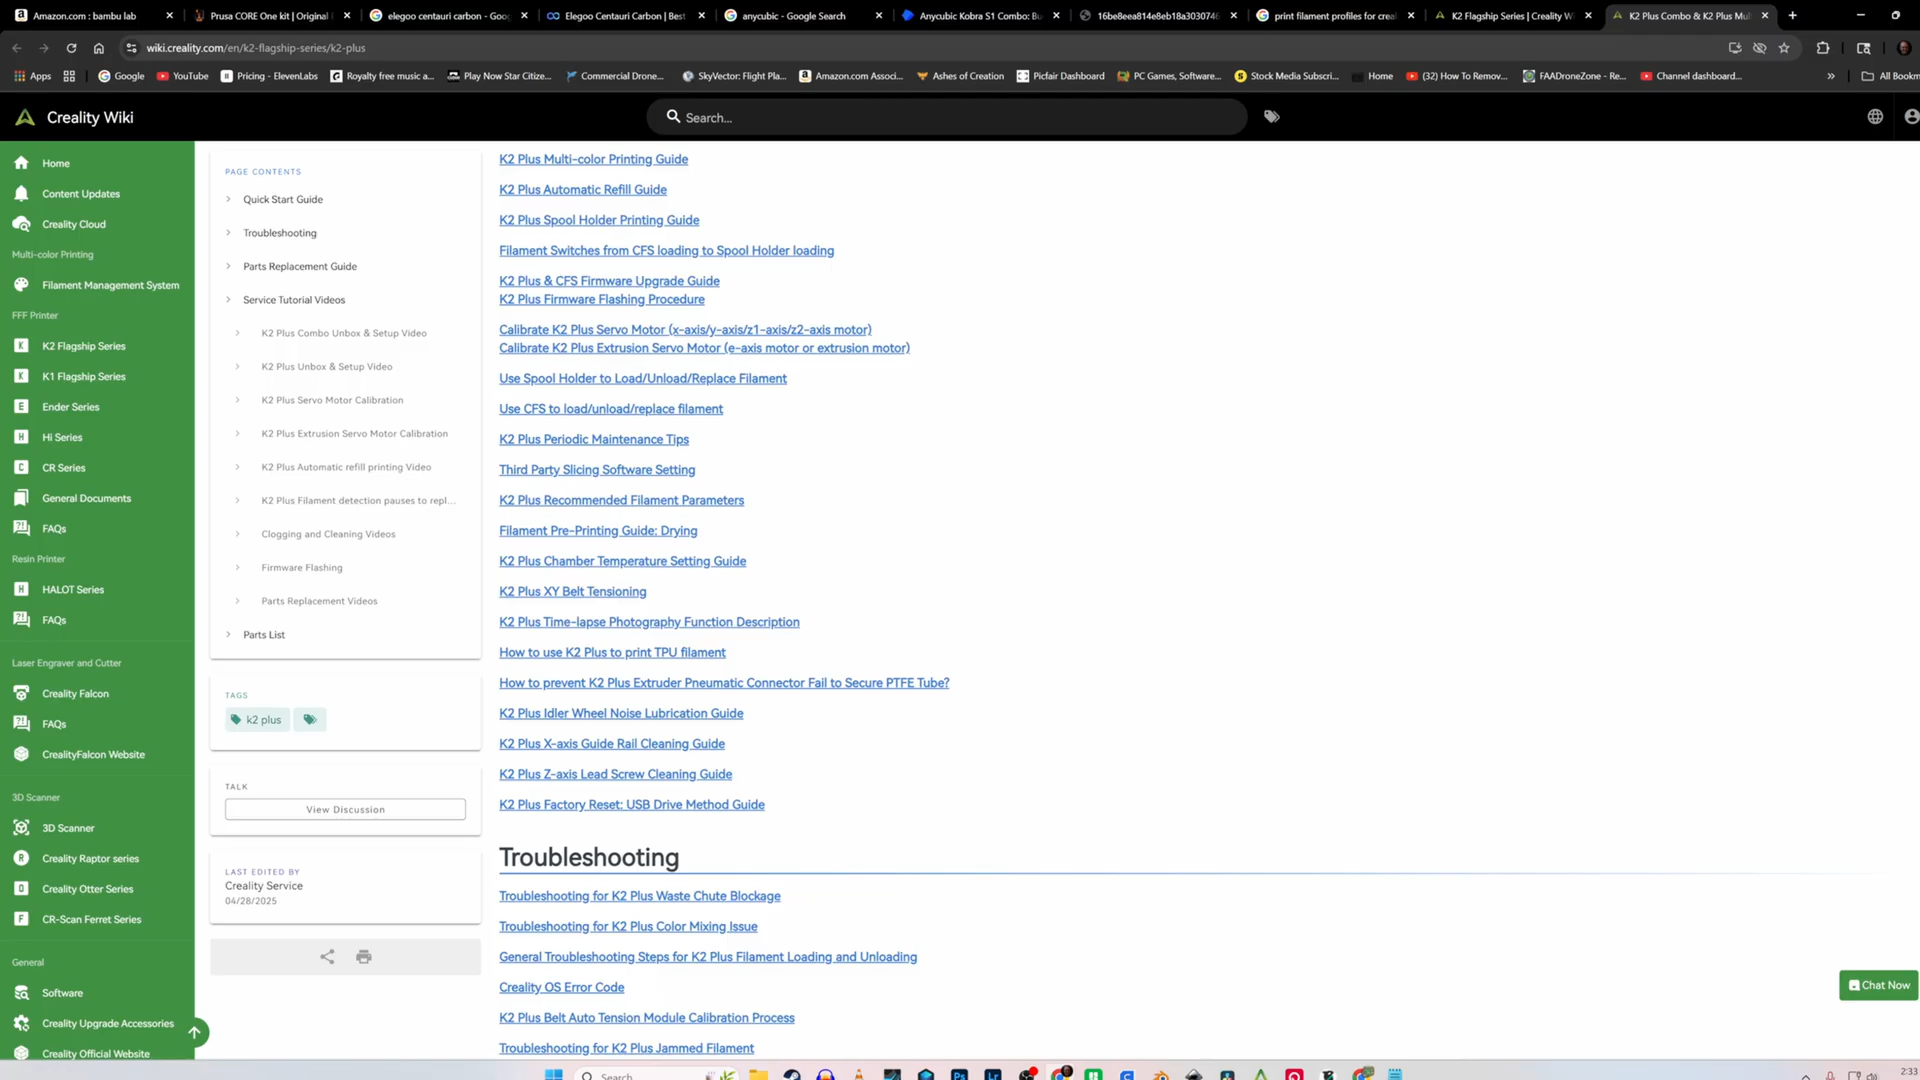 Amazon.com : bambu lab
Prusa CORE One kit | Original
elegoo centauri carbon - Goo
Elegoo Centauri Carbon | Best
anycubic - Google Search
Anycubic Kobra S1 Combo: Bu
16be8eea814e8eb18a3030746
print filament profiles for creal
K2 Flagship Series | Creality W
K2 Plus Combo & K2 Plus Mul
wiki.creality.com/en/k2-flagship-series/k2-plus
Apps
Google
YouTube
Pricing - ElevenLabs
Royalty free music a...
Play Now Star Citize...
Commercial Drone...
SkyVector: Flight Pla...
Amazon.com Associ...
Ashes of Creation
Picfair Dashboard
PC Games, Software...
Stock Media Subscri...
Home
(32) How To Remov...
FAADroneZone - Re...
Channel dashboard...
All Bookm
Creality Wiki
Search...
Home
Content Updates
Creality Cloud
Multi-color Printing
Filament Management System
FFF Printer
K2 Flagship Series
K1 Flagship Series
Ender Series
Hi Series
CR Series
General Documents
FAQs
Resin Printer
HALOT Series
FAQs
Laser Engraver and Cutter
Creality Falcon
FAQs
CrealityFalcon Website
3D Scanner
3D Scanner
Creality Raptor series
Creality Otter Series
CR-Scan Ferret Series
General
Software
Creality Upgrade Accessories
Creality Official Website
PAGE CONTENTS
Quick Start Guide
Troubleshooting
Parts Replacement Guide
Service Tutorial Videos
K2 Plus Combo Unbox & Setup Video
K2 Plus Unbox & Setup Video
K2 Plus Servo Motor Calibration
K2 Plus Extrusion Servo Motor Calibration
K2 Plus Automatic refill printing Video
K2 Plus Filament detection pauses to repl...
Clogging and Cleaning Videos
Firmware Flashing
Parts Replacement Videos
Parts List
TAGS
k2 plus
TALK
View Discussion
LAST EDITED BY
Creality Service
04/28/2025
K2 Plus Multi-color Printing Guide
K2 Plus Automatic Refill Guide
K2 Plus Spool Holder Printing Guide
Filament Switches from CFS loading to Spool Holder loading
K2 Plus & CFS Firmware Upgrade Guide
K2 Plus Firmware Flashing Procedure
Calibrate K2 Plus Servo Motor (x-axis/y-axis/z1-axis/z2-axis motor)
Calibrate K2 Plus Extrusion Servo Motor (e-axis motor or extrusion motor)
Use Spool Holder to Load/Unload/Replace Filament
Use CFS to load/unload/replace filament
K2 Plus Periodic Maintenance Tips
Third Party Slicing Software Setting
K2 Plus Recommended Filament Parameters
Filament Pre-Printing Guide: Drying
K2 Plus Chamber Temperature Setting Guide
K2 Plus XY Belt Tensioning
K2 Plus Time-lapse Photography Function Description
How to use K2 Plus to print TPU filament
How to prevent K2 Plus Extruder Pneumatic Connector Fail to Secure PTFE Tube?
K2 Plus Idler Wheel Noise Lubrication Guide
K2 Plus X-axis Guide Rail Cleaning Guide
K2 Plus Z-axis Lead Screw Cleaning Guide
K2 Plus Factory Reset: USB Drive Method Guide
Troubleshooting
Troubleshooting for K2 Plus Waste Chute Blockage
Troubleshooting for K2 Plus Color Mixing Issue
General Troubleshooting Steps for K2 Plus Filament Loading and Unloading
Creality OS Error Code
K2 Plus Belt Auto Tension Module Calibration Process
Troubleshooting for K2 Plus Jammed Filament
Chat Now
Search
2:33